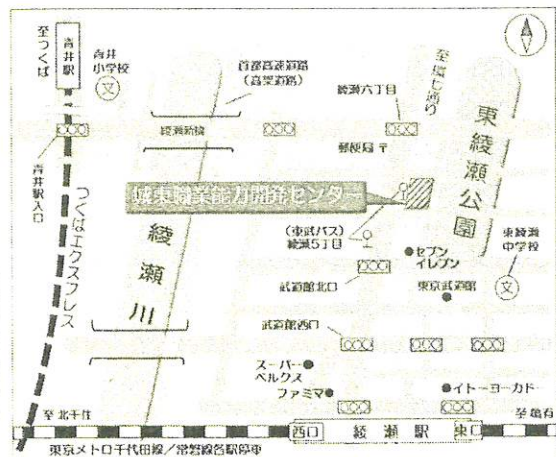 至つくば
青井駅
青井
小学校
文
首都高速道路
(高架道路)
至環七通り
綾瀬六丁目
東綾瀬公園
綾瀬新橋
郵便局 〒
青井駅入口
つくばエクスプレス
城東職業能力開発センター
綾瀬川
(東武バス)
綾瀬5丁目
東綾瀬
中学校
文
セブン
イレブン
武道館北口
東京武道館
武道館西口
スーパー
ベルクス
ファミマ
イトーヨーカドー
至 北千住
至 亀有
西口
綾瀬駅
東口
東京メトロ千代田線/常磐線各駅停車